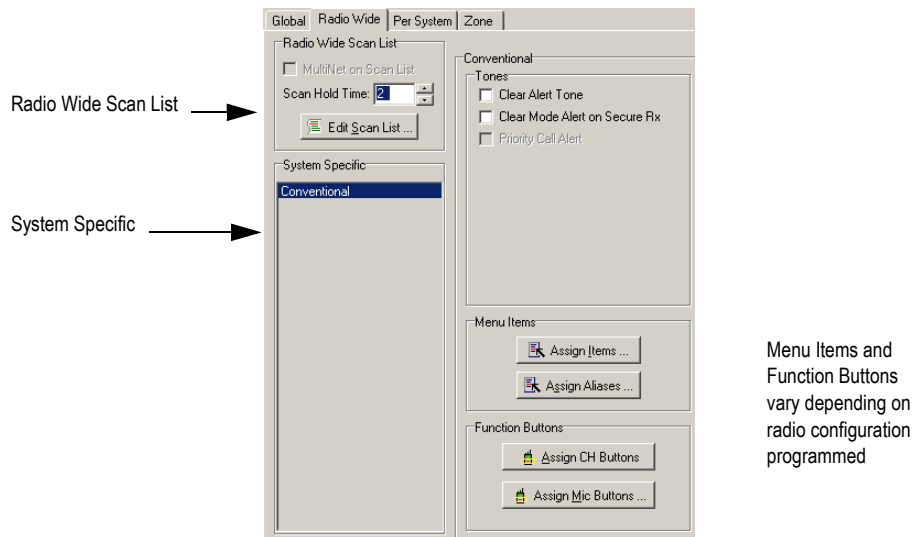 Global Radio Wide Per System Zone
Radio Wide Scan List
MultiNet on Scan List
Scan Hold Time: 2
Edit Scan List ...
Radio Wide Scan List
System Specific
Conventional
System Specific
Conventional
Tones
Clear Alert Tone
Clear Mode Alert on Secure Rx
Priority Call Alert
Menu Items
Assign Items ...
Assign Aliases ...
Function Buttons
Assign CH Buttons
Assign Mic Buttons ...
Menu Items and
Function Buttons
vary depending on
radio configuration
programmed